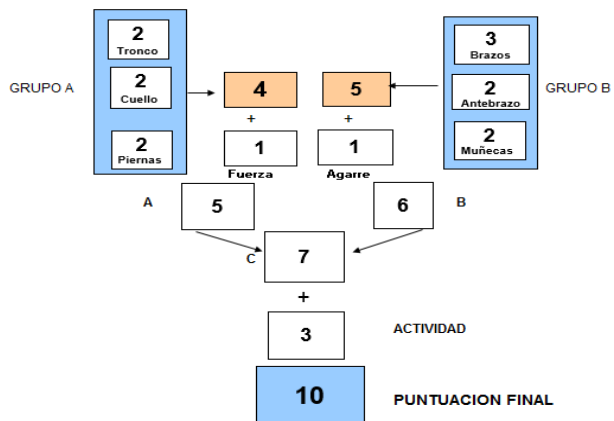 2
Tronco
3
Brazos
GRUPO A
2
Cuello
4
5
2
Antebrazo
GRUPO B
+
+
2
Piernas
1
Fuerza
1
Agarre
2
Muñecas
A
5
6
B
C
7
+
3
ACTIVIDAD
10
PUNTUACION FINAL